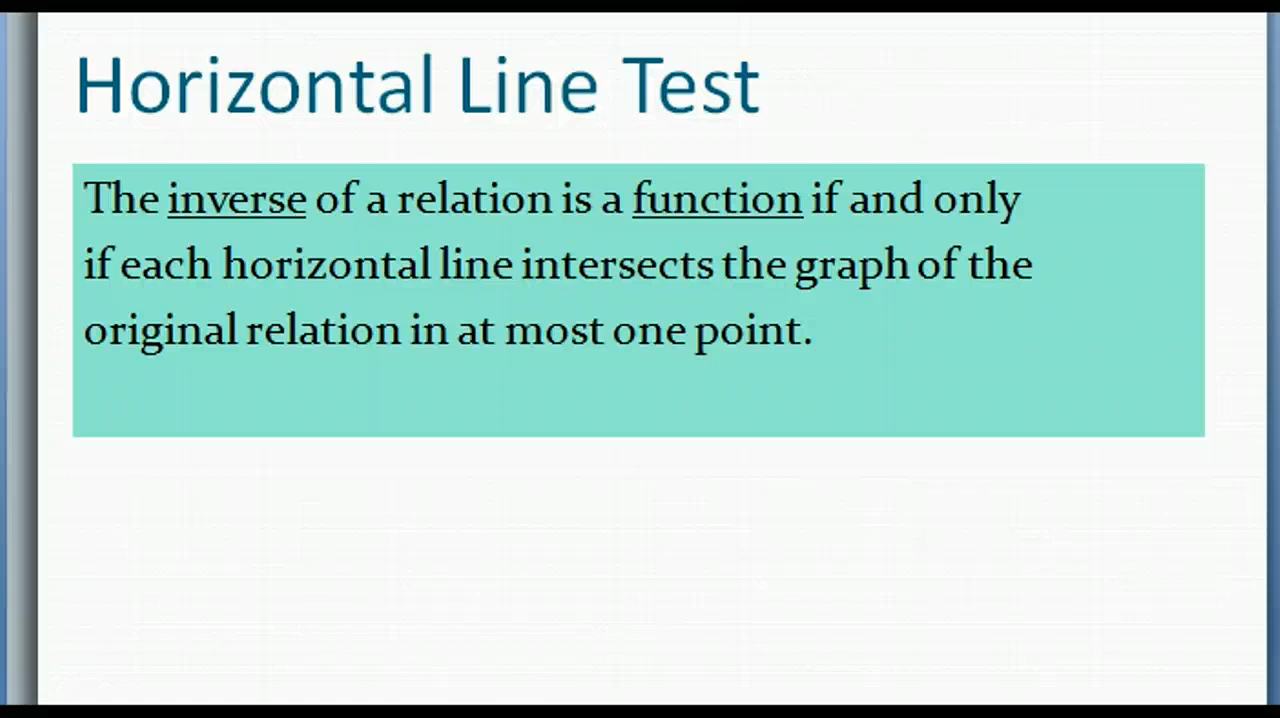 Horizontal Line Test
The inverse of a relation is a function if and only
if each horizontal line intersects the graph of the
original relation in at most one point.